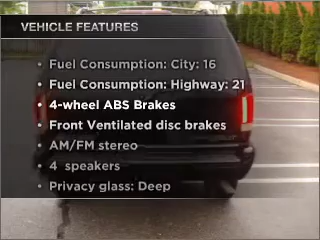 VEHICLE FEATURES
• Fuel Consumption: City: 16
• Fuel Consumption: Highway: 21
• 4-wheel ABS Brakes
• Front Ventilated disc brakes
• AM/FM stereo
• 4 speakers
• Privacy glass: Deep